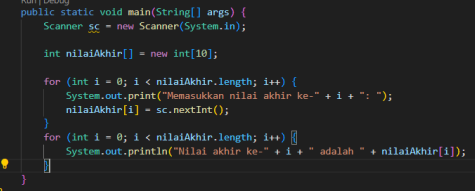 Run | Debug
public static void main(String[] args) {
Scanner sc = new Scanner(System.in);
int nilaiAkhir[] = new int[10];
for (int i = 0; i < nilaiAkhir.length; i++) {
System.out.print("Memasukkan nilai akhir ke-" + i + ": ");
nilaiAkhir[i] = sc.nextInt();
}
for (int i = 0; i < nilaiAkhir.length; i++) {
System.out.println("Nilai akhir ke-" + i + " adalah " + nilaiAkhir[i]);
}
}